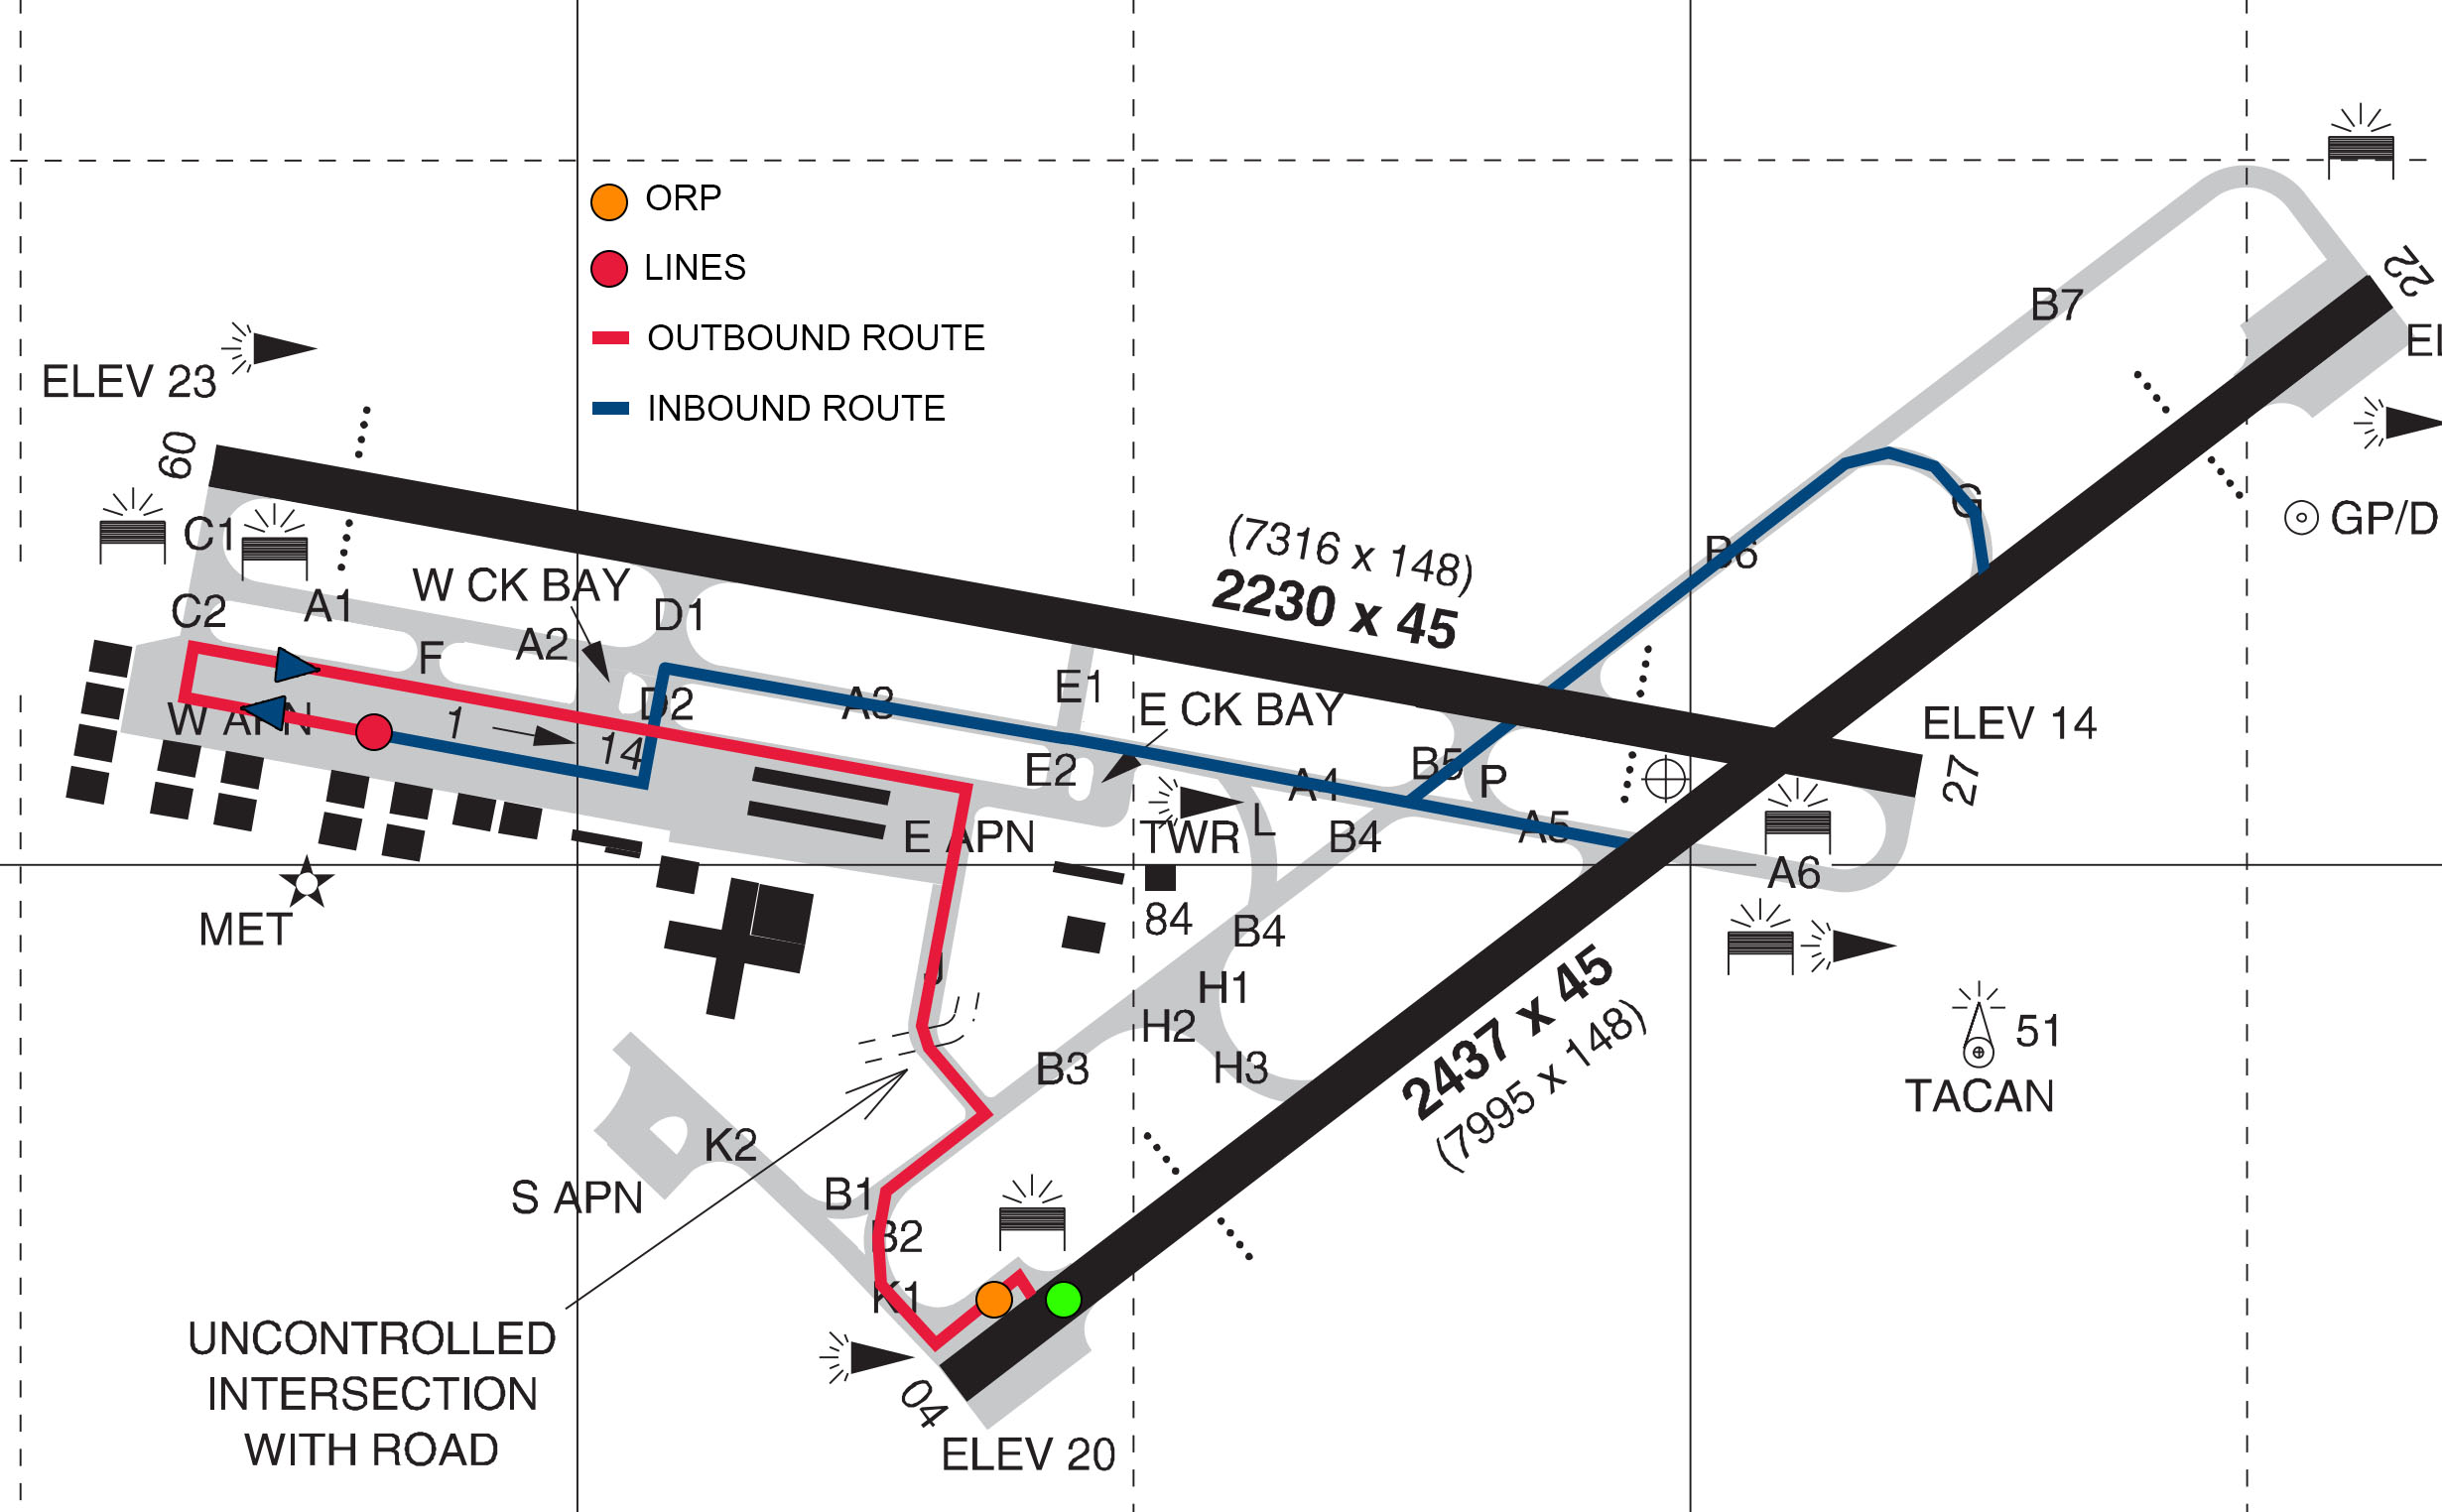 ORP
LINES
OUTBOUND ROUTE
INBOUND ROUTE
22
B7
ELEV 23
09
C1
GP/D
(7316 x 148)
2230 x 45
G
B6
W CK BAY
C2
A1
D1
A2
F
E1
E CK BAY
D2
A3
W APN
1
14
ELEV 14
27
E2
B5
P
A4
L
A5
E APN
TWR
B4
A6
84
B4
MET
J
H1
H2
2437 x 45
(7995 x 148)
51
TACAN
B3
H3
K2
S APN
B1
B2
K1
UNCONTROLLED
INTERSECTION
WITH ROAD
04
ELEV 20